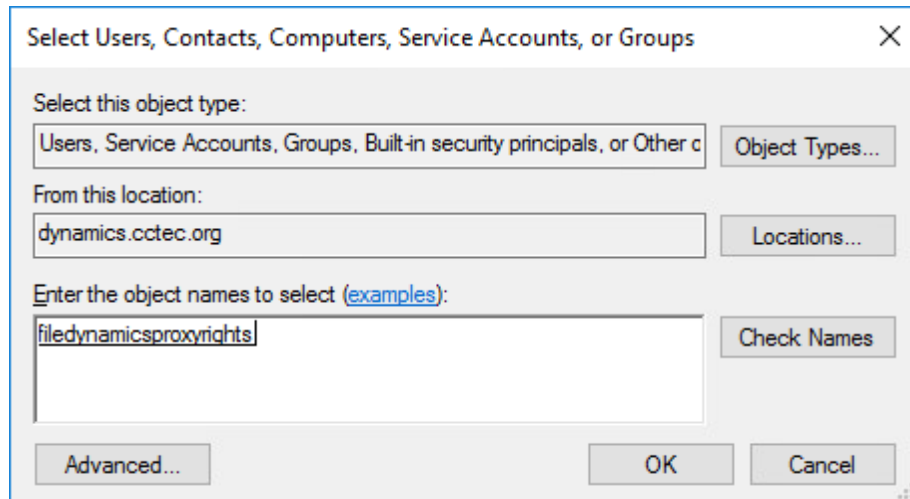 Select Users, Contacts, Computers, Service Accounts, or Groups
Select this object type:
Users, Service Accounts, Groups, Built-in security principals, or Other
Object Types...
From this location:
dynamics.cctec.org
Locations...
Enter the object names to select (examples):
filedynamicsproxyrights
Check Names
Advanced...
OK
Cancel